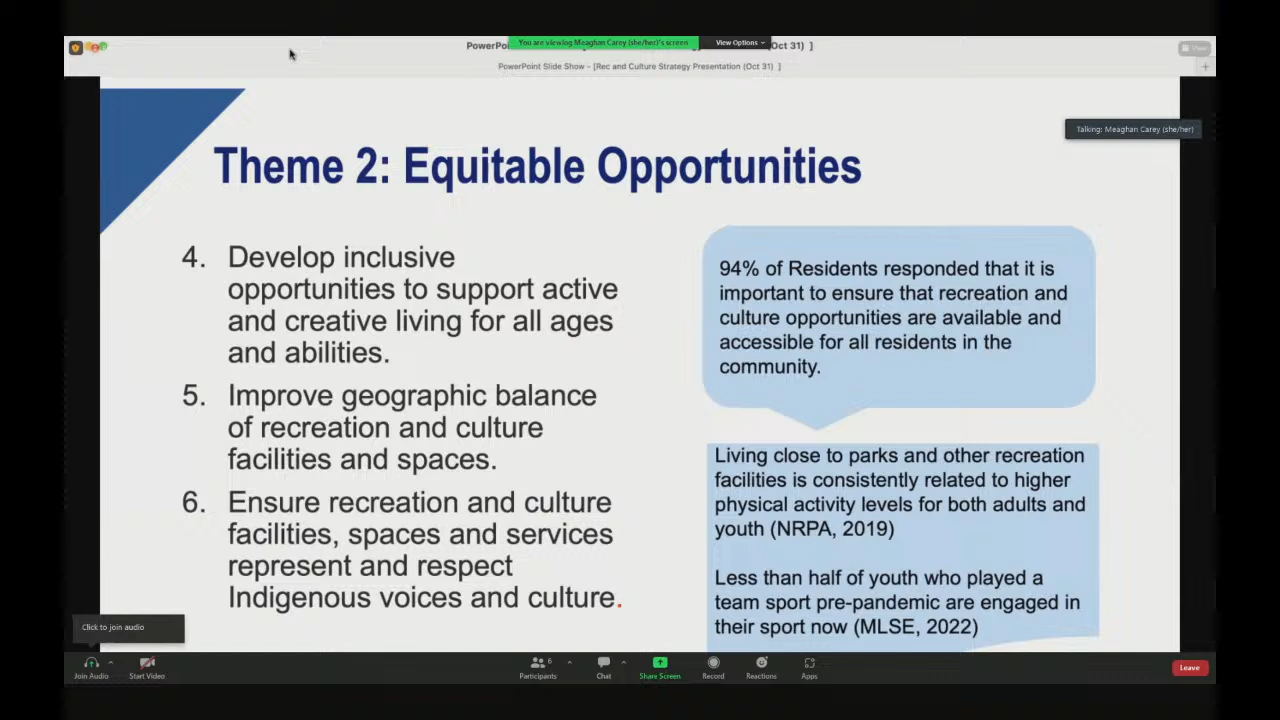 PowerPoi
You are viewing Meaghan Carey (she/her)'s screen
View Options
Oct 31) ]
View
PowerPoint Slide Show - [Rec and Culture Strategy Presentation (Oct 31) ]
Talking: Meaghan Carey (she/her)
Theme 2: Equitable Opportunities
4. Develop inclusive
opportunities to support active
and creative living for all ages
and abilities.
5. Improve geographic balance
of recreation and culture
facilities and spaces.
6. Ensure recreation and culture
facilities, spaces and services
represent and respect
Indigenous voices and culture.
94% of Residents responded that it is
important to ensure that recreation and
culture opportunities are available and
accessible for all residents in the
community.
Living close to parks and other recreation
facilities is consistently related to higher
physical activity levels for both adults and
youth (NRPA, 2019)
Less than half of youth who played a
team sport pre-pandemic are engaged in
their sport now (MLSE, 2022)
Click to join audio
Join Audio
Start Video
6
Participants
Chat
Share Screen
Record
Reactions
Apps
Leave